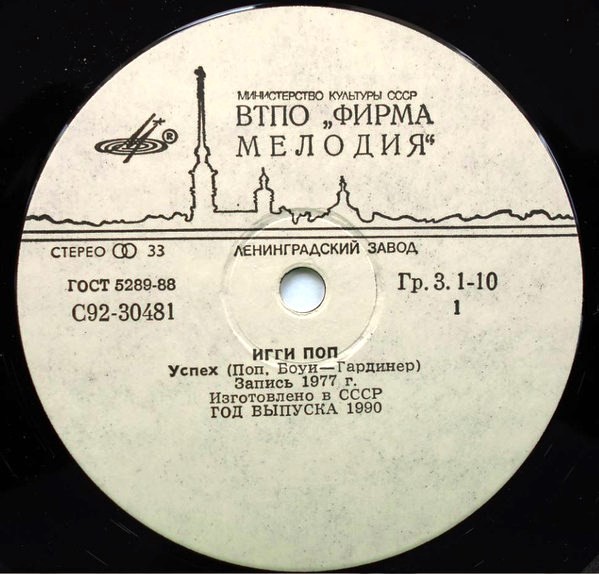 МИНИСТЕРСТВО КУЛЬТУРЫ СССР
ВТПО „ФИРМА
МЕЛОДИЯ“
®
СТЕРЕО 33
ЛЕНИНГРАДСКИЙ ЗАВОД
ГОСТ 5289-88
Гр. 3. 1-10
С92-30481
1
ИГГИ ПОП
Успех (Поп, Боуи—Гардинер)
Запись 1977 г.
Изготовлено в СССР
ГОД ВЫПУСКА 1990